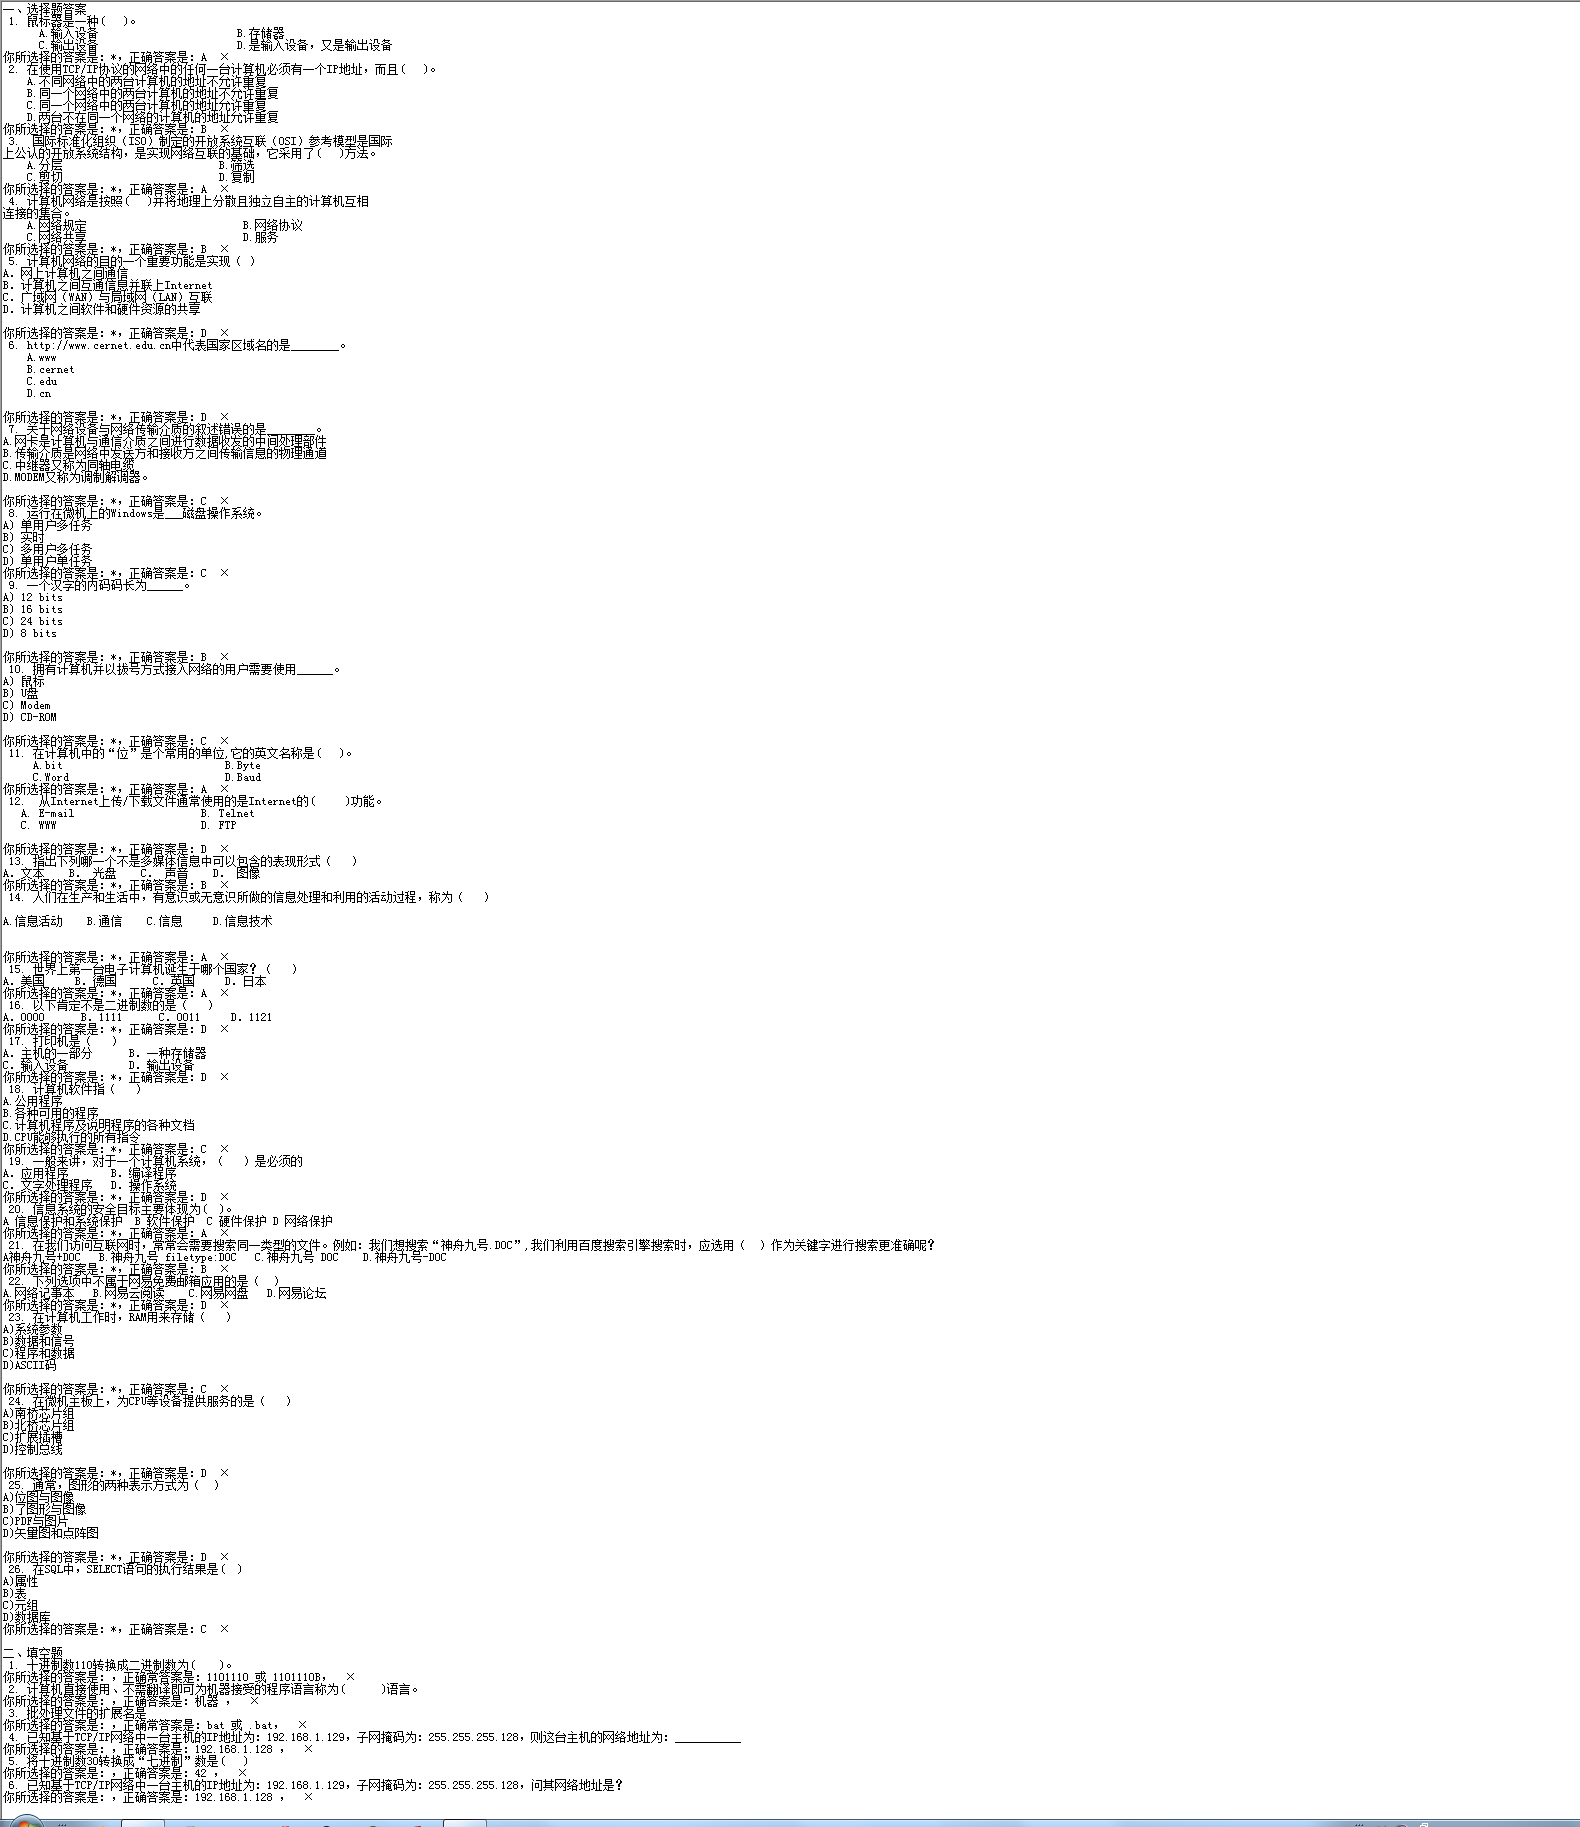 一、选择题答案
1. 鼠标器是一种(  )。
A.输入设备 B.存储器
C.输出设备 D.是输入设备，又是输出设备
你所选择的答案是：*，正确答案是：A ×
2. 在使用TCP/IP协议的网络中的任何一台计算机必须有一个IP地址，而且(  )。
A.不同网络中的两台计算机的地址不允许重复
B.同一个网络中的两台计算机的地址不允许重复
C.同一个网络中的两台计算机的地址允许重复
D.两台不在同一个网络的计算机的地址允许重复
你所选择的答案是：*，正确答案是：B ×
3. 国际标准化组织（ISO）制定的开放系统互联（OSI）参考模型是国际
上公认的开放系统结构，是实现网络互联的基础，它采用了(  )方法。
A.分层 B.筛选
C.剪切 D.复制
你所选择的答案是：*，正确答案是：A ×
4. 计算机网络是按照(  )并将地理上分散且独立自主的计算机互相
连接的集合。
A.网络规定 B.网络协议
C.网络共享 D.服务
你所选择的答案是：*，正确答案是：B ×
5. 计算机网络的目的一个重要功能是实现（ ）
A．网上计算机之间通信
B．计算机之间互通信息并联上Internet
C．广域网（WAN）与局域网（LAN）互联
D．计算机之间软件和硬件资源的共享
你所选择的答案是：*，正确答案是：D ×
6. http://www.cernet.edu.cn中代表国家区域名的是________。
A.www
B.cernet
C.edu
D.cn
你所选择的答案是：*，正确答案是：D ×
7. 关于网络设备与网络传输介质的叙述错误的是________。
A.网卡是计算机与通信介质之间进行数据收发的中间处理部件
B.传输介质是网络中发送方和接收方之间传输信息的物理通道
C.中继器又称为同轴电缆
D.MODEM又称为调制解调器。
你所选择的答案是：*，正确答案是：C ×
8. 运行在微机上的Windows是___磁盘操作系统。
A) 单用户多任务
B) 实时
C) 多用户多任务
D) 单用户单任务
你所选择的答案是：*，正确答案是：C ×
9. 一个汉字的内码码长为______。
A) 12 bits
B) 16 bits
C) 24 bits
D) 8 bits
你所选择的答案是：*，正确答案是：B ×
10. 拥有计算机并以拔号方式接入网络的用户需要使用______。
A) 鼠标
B) U盘
C) Modem
D) CD-ROM
你所选择的答案是：*，正确答案是：C ×
11. 在计算机中的“位”是个常用的单位,它的英文名称是(  )。
A.bit B.Byte
C.Word D.Baud
你所选择的答案是：*，正确答案是：A ×
12. 从Internet上传/下载文件通常使用的是Internet的(    )功能。
A. E-mail B. Telnet
C. WWW D. FTP
你所选择的答案是：*，正确答案是：D ×
13. 指出下列哪一个不是多媒体信息中可以包含的表现形式（   ）
A．文本 B． 光盘 C． 声音 D． 图像
你所选择的答案是：*，正确答案是：B ×
14. 人们在生产和生活中，有意识或无意识所做的信息处理和利用的活动过程，称为（   ）
A.信息活动 B.通信 C.信息 D.信息技术
你所选择的答案是：*，正确答案是：A ×
15. 世界上第一台电子计算机诞生于哪个国家？（   ）
A．美国 B．德国 C．英国 D．日本
你所选择的答案是：*，正确答案是：A ×
16. 以下肯定不是二进制数的是（   ）
A．0000 B．1111 C．0011 D．1121
你所选择的答案是：*，正确答案是：D ×
17. 打印机是（   ）
A．主机的一部分 B．一种存储器
C．输入设备 D．输出设备
你所选择的答案是：*，正确答案是：D ×
18. 计算机软件指（   ）
A.公用程序
B.各种可用的程序
C.计算机程序及说明程序的各种文档
D.CPU能够执行的所有指令
你所选择的答案是：*，正确答案是：C ×
19. 一般来讲，对于一个计算机系统，（   ）是必须的
A．应用程序 B．编译程序
C．文字处理程序 D．操作系统
你所选择的答案是：*，正确答案是：D ×
20. 信息系统的安全目标主要体现为( )。
A 信息保护和系统保护 B 软件保护 C 硬件保护 D 网络保护
你所选择的答案是：*，正确答案是：A ×
21. 在我们访问互联网时，常常会需要搜索同一类型的文件。例如：我们想搜索“神舟九号.DOC”,我们利用百度搜索引擎搜索时，应选用（  ）作为关键字进行搜索更准确呢？
A神舟九号+DOC B.神舟九号 filetype:DOC C.神舟九号 DOC D.神舟九号-DOC
你所选择的答案是：*，正确答案是：B ×
22. 下列选项中不属于网易免费邮箱应用的是（  ）
A.网络记事本 B.网易云阅读 C.网易网盘 D.网易论坛
你所选择的答案是：*，正确答案是：D ×
23. 在计算机工作时，RAM用来存储（   ）
A)系统参数
B)数据和信号
C)程序和数据
D)ASCII码
你所选择的答案是：*，正确答案是：C ×
24. 在微机主板上，为CPU等设备提供服务的是（   ）
A)南桥芯片组
B)北桥芯片组
C)扩展插槽
D)控制总线
你所选择的答案是：*，正确答案是：D ×
25. 通常，图形的两种表示方式为（  ）
A)位图与图像
B)了图形与图像
C)PDF与图片
D)矢量图和点阵图
你所选择的答案是：*，正确答案是：D ×
26. 在SQL中，SELECT语句的执行结果是( )
A)属性
B)表
C)元组
D)数据库
你所选择的答案是：*，正确答案是：C ×
二、填空题
1. 十进制数110转换成二进制数为(   )。
你所选择的答案是：，正确常答案是：1101110 或 1101110B， ×
2. 计算机直接使用、不需翻译即可为机器接受的程序语言称为(    )语言。
你所选择的答案是：，正确答案是：机器 ， ×
3. 批处理文件的扩展名是
你所选择的答案是：，正确常答案是：bat 或 .bat， ×
4. 已知基于TCP/IP网络中一台主机的IP地址为：192.168.1.129，子网掩码为：255.255.255.128，则这台主机的网络地址为：___________
你所选择的答案是：，正确答案是：192.168.1.128 ， ×
5. 将十进制数30转换成“七进制”数是(  )
你所选择的答案是：，正确答案是：42 ， ×
6. 已知基于TCP/IP网络中一台主机的IP地址为：192.168.1.129，子网掩码为：255.255.255.128，问其网络地址是？
你所选择的答案是：，正确答案是：192.168.1.128 ， ×